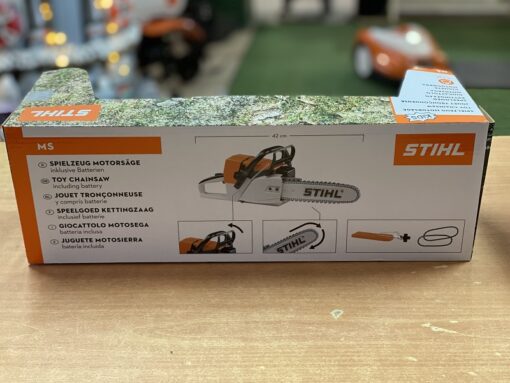 STIHL
MS
SPIELZEUG MOTORSÄGE
inklusive Batterien
TOY CHAINSAW
including battery
JOUET TRONÇONNEUSE
y compris batterie
SPEELGOED KETTINGZAAG
inclusief batterie
GIOCATTOLO MOTOSEGA
batteria inclusa
JUGUETE MOTOSIERRA
batería incluida
42 cm
STIHL
STIHL
STIHL